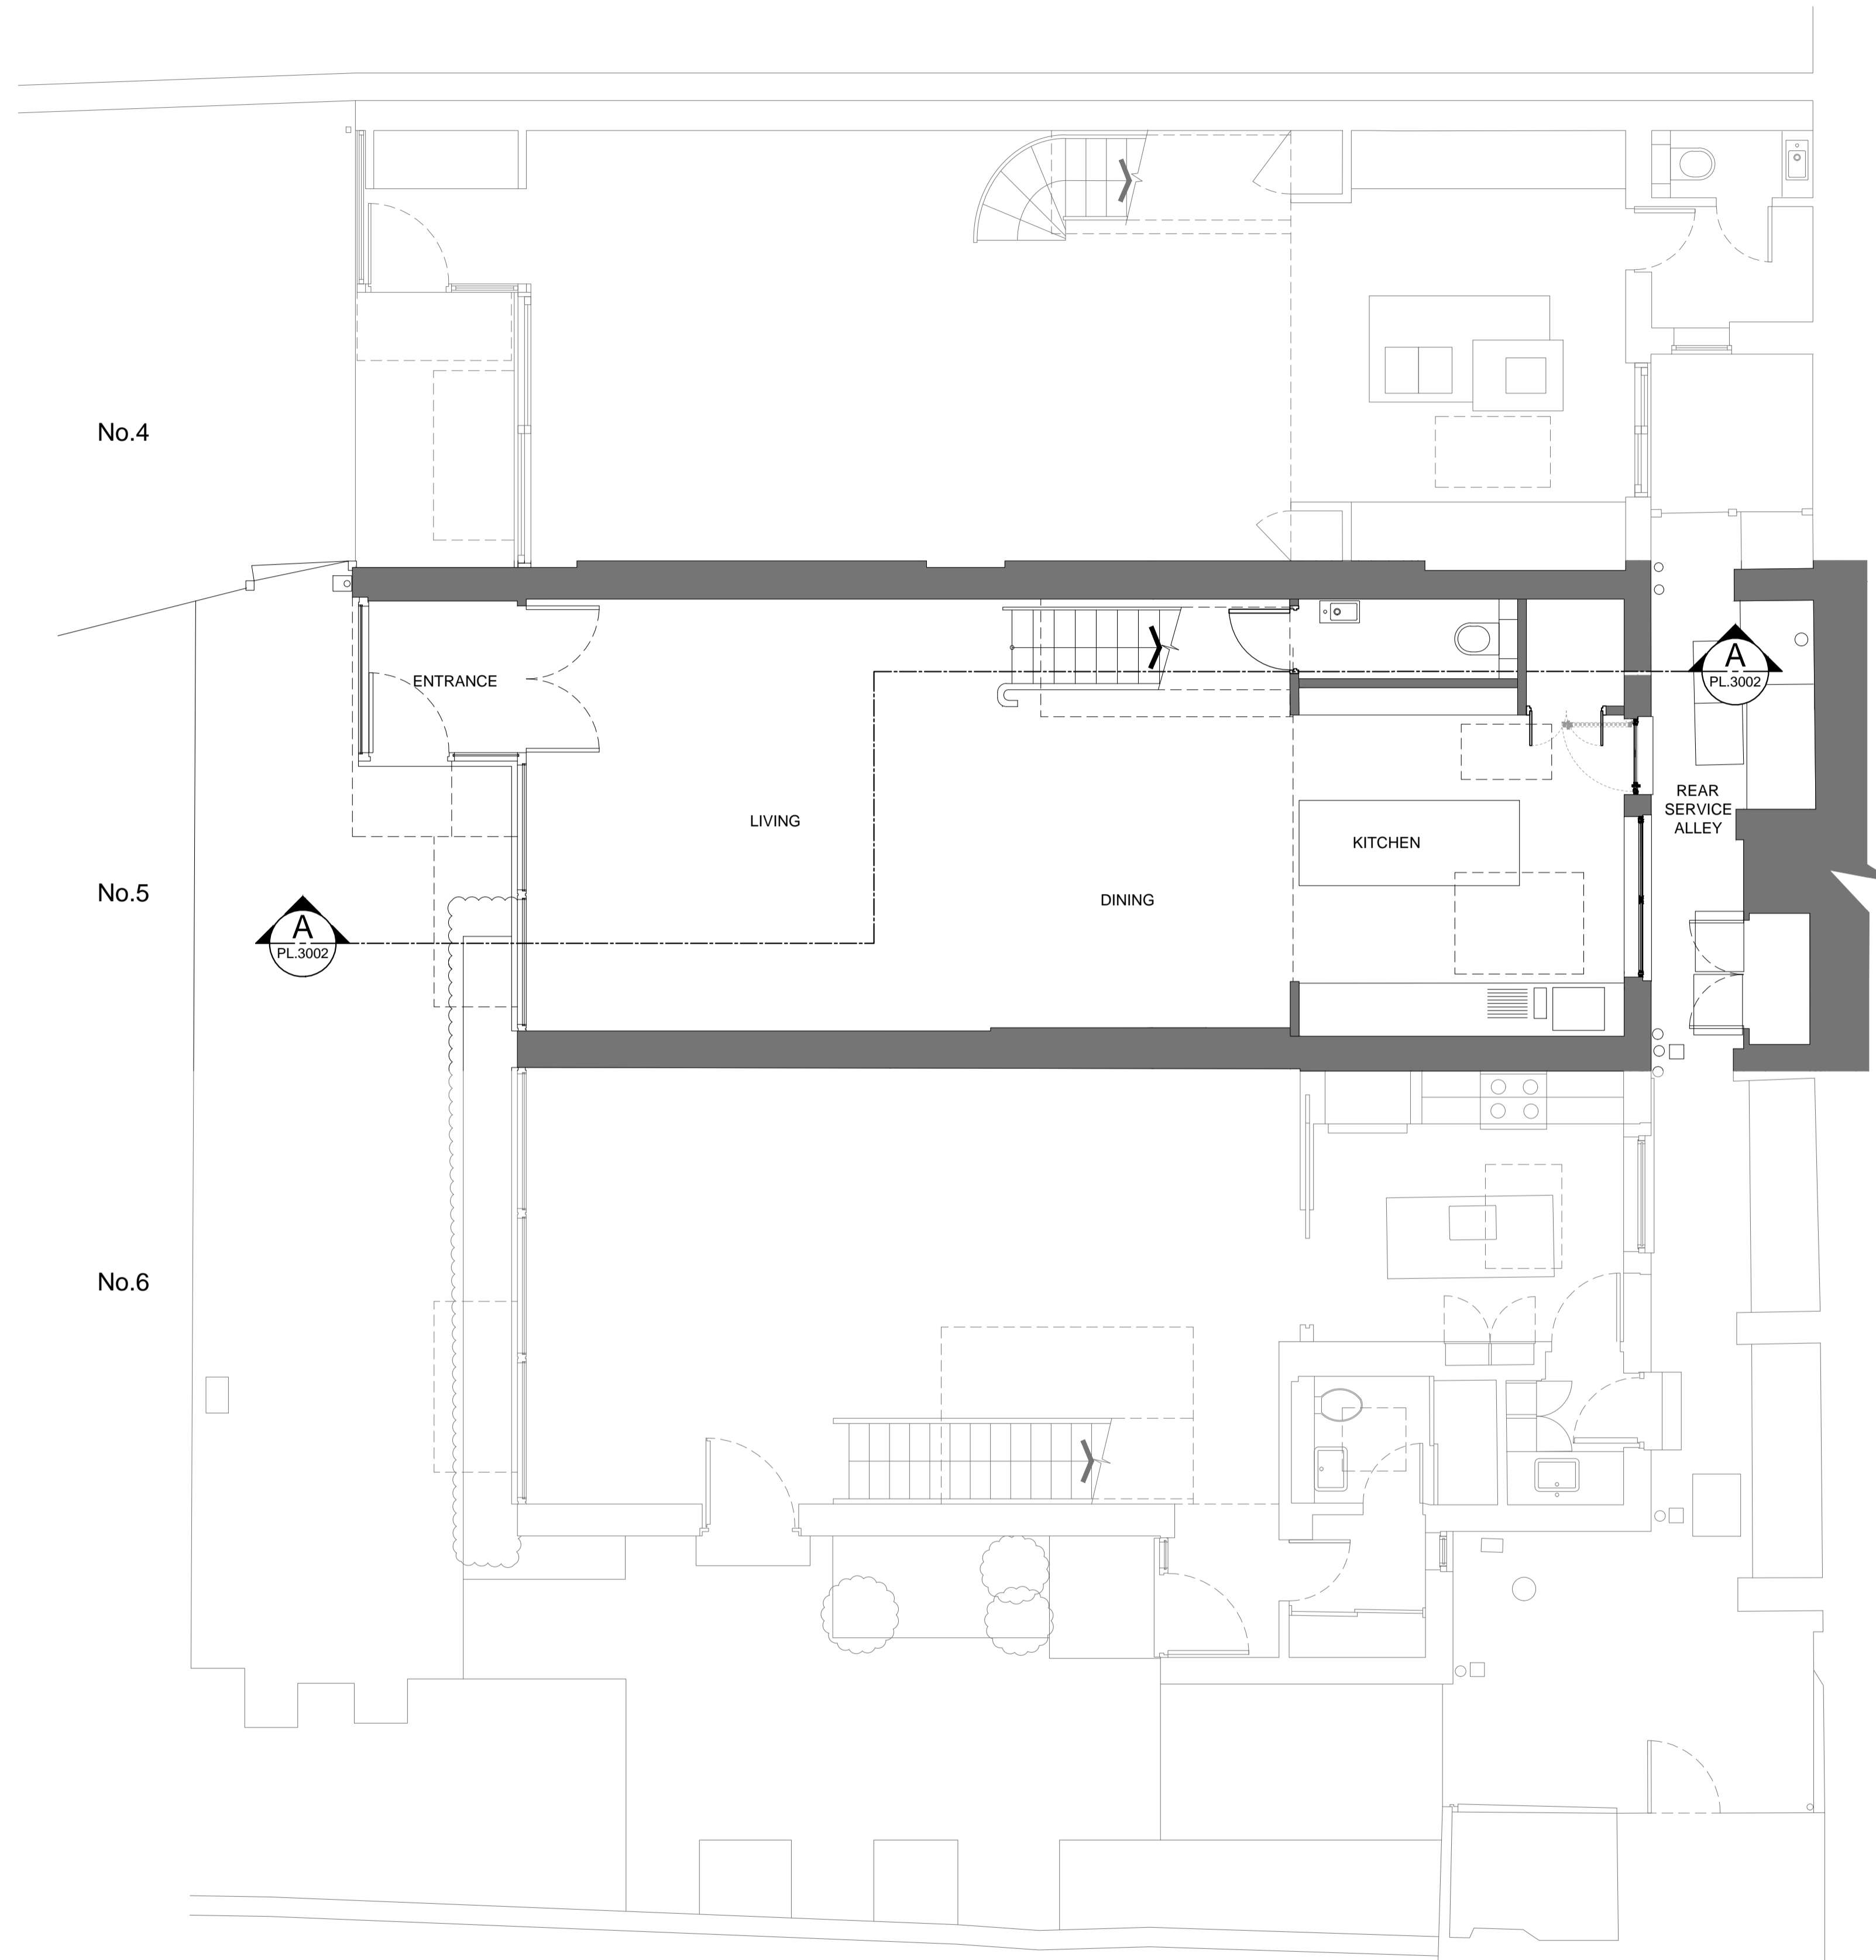 No.4
ENTRANCE
A
PL.3002
REAR
SERVICE
ALLEY
LIVING
KITCHEN
No.5
DINING
A
PL.3002
No.6